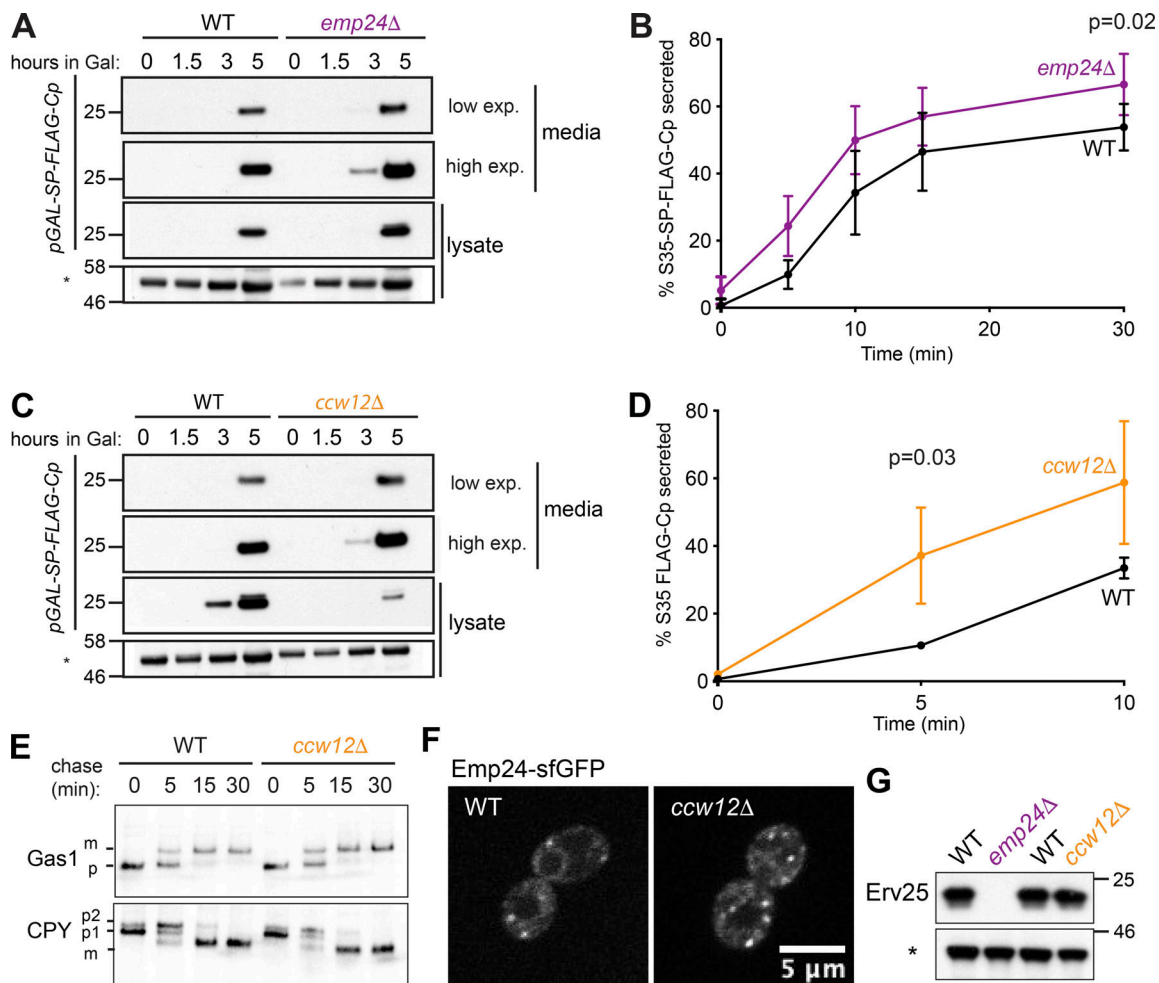 A
WT emp24Δ
hours in Gal: 0 1.5 3 5 0 1.5 3 5
pGAL-SP-FLAG-Cp
25
low exp.
25
high exp.
media
25
lysate
58
*
46
B
p=0.02
% S35-SP-FLAG-Cp secreted
80
60
40
20
0
emp24Δ
WT
0 10 20 30
Time (min)
C
WT ccw12Δ
hours in Gal: 0 1.5 3 5 0 1.5 3 5
pGAL-SP-FLAG-Cp
25
low exp.
25
high exp.
media
25
lysate
58
*
46
D
% S35 FLAG-Cp secreted
80
60
40
20
0
p=0.03
ccw12Δ
WT
0 5 10
Time (min)
E
WT ccw12Δ
chase
(min): 0 5 15 30 0 5 15 30
Gas1
m
p
CPY
p2
p1
m
F
Emp24-sfGFP
WT ccw12Δ
5 µm
G
WT emp24Δ WT ccw12Δ
Erv25
25
46
*